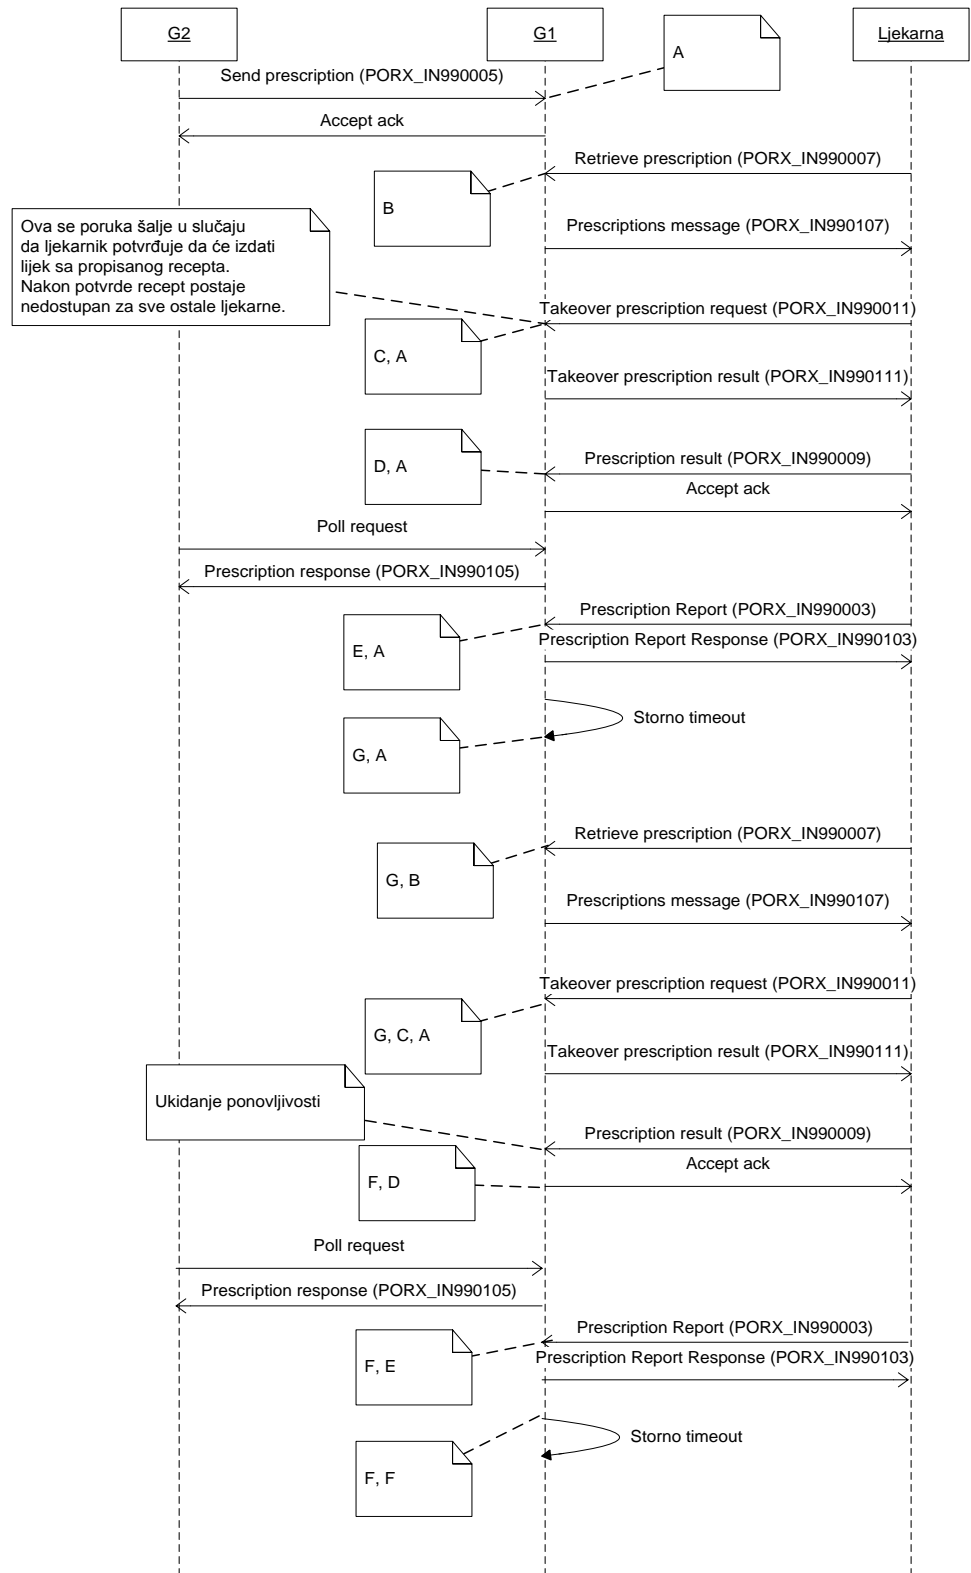 G2
G1
Ljekarna
A
Send prescription (PORX_IN990005)
Accept ack
Retrieve prescription (PORX_IN990007)
B
Prescriptions message (PORX_IN990107)
Ova se poruka šalje u slučaju
da ljekarnik potvrđuje da će izdati
lijek sa propisanog recepta.
Nakon potvrde recept postaje
nedostupan za sve ostale ljekarne.
Takeover prescription request (PORX_IN990011)
C, A
Takeover prescription result (PORX_IN990111)
Prescription result (PORX_IN990009)
D, A
Accept ack
Poll request
Prescription response (PORX_IN990105)
Prescription Report (PORX_IN990003)
E, A
Prescription Report Response (PORX_IN990103)
Storno timeout
G, A
Retrieve prescription (PORX_IN990007)
G, B
Prescriptions message (PORX_IN990107)
Takeover prescription request (PORX_IN990011)
G, C, A
Takeover prescription result (PORX_IN990111)
Ukidanje ponovljivosti
Prescription result (PORX_IN990009)
Accept ack
F, D
Poll request
Prescription response (PORX_IN990105)
Prescription Report (PORX_IN990003)
Prescription Report Response (PORX_IN990103)
F, E
Storno timeout
F, F